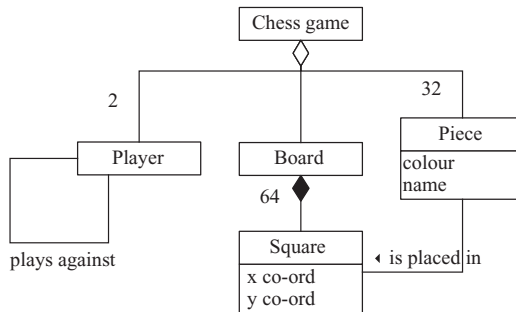 Chess game
2
32
Player
Board
Piece
colour
name
64
plays against
Square
x co-ord
y co-ord
is placed in